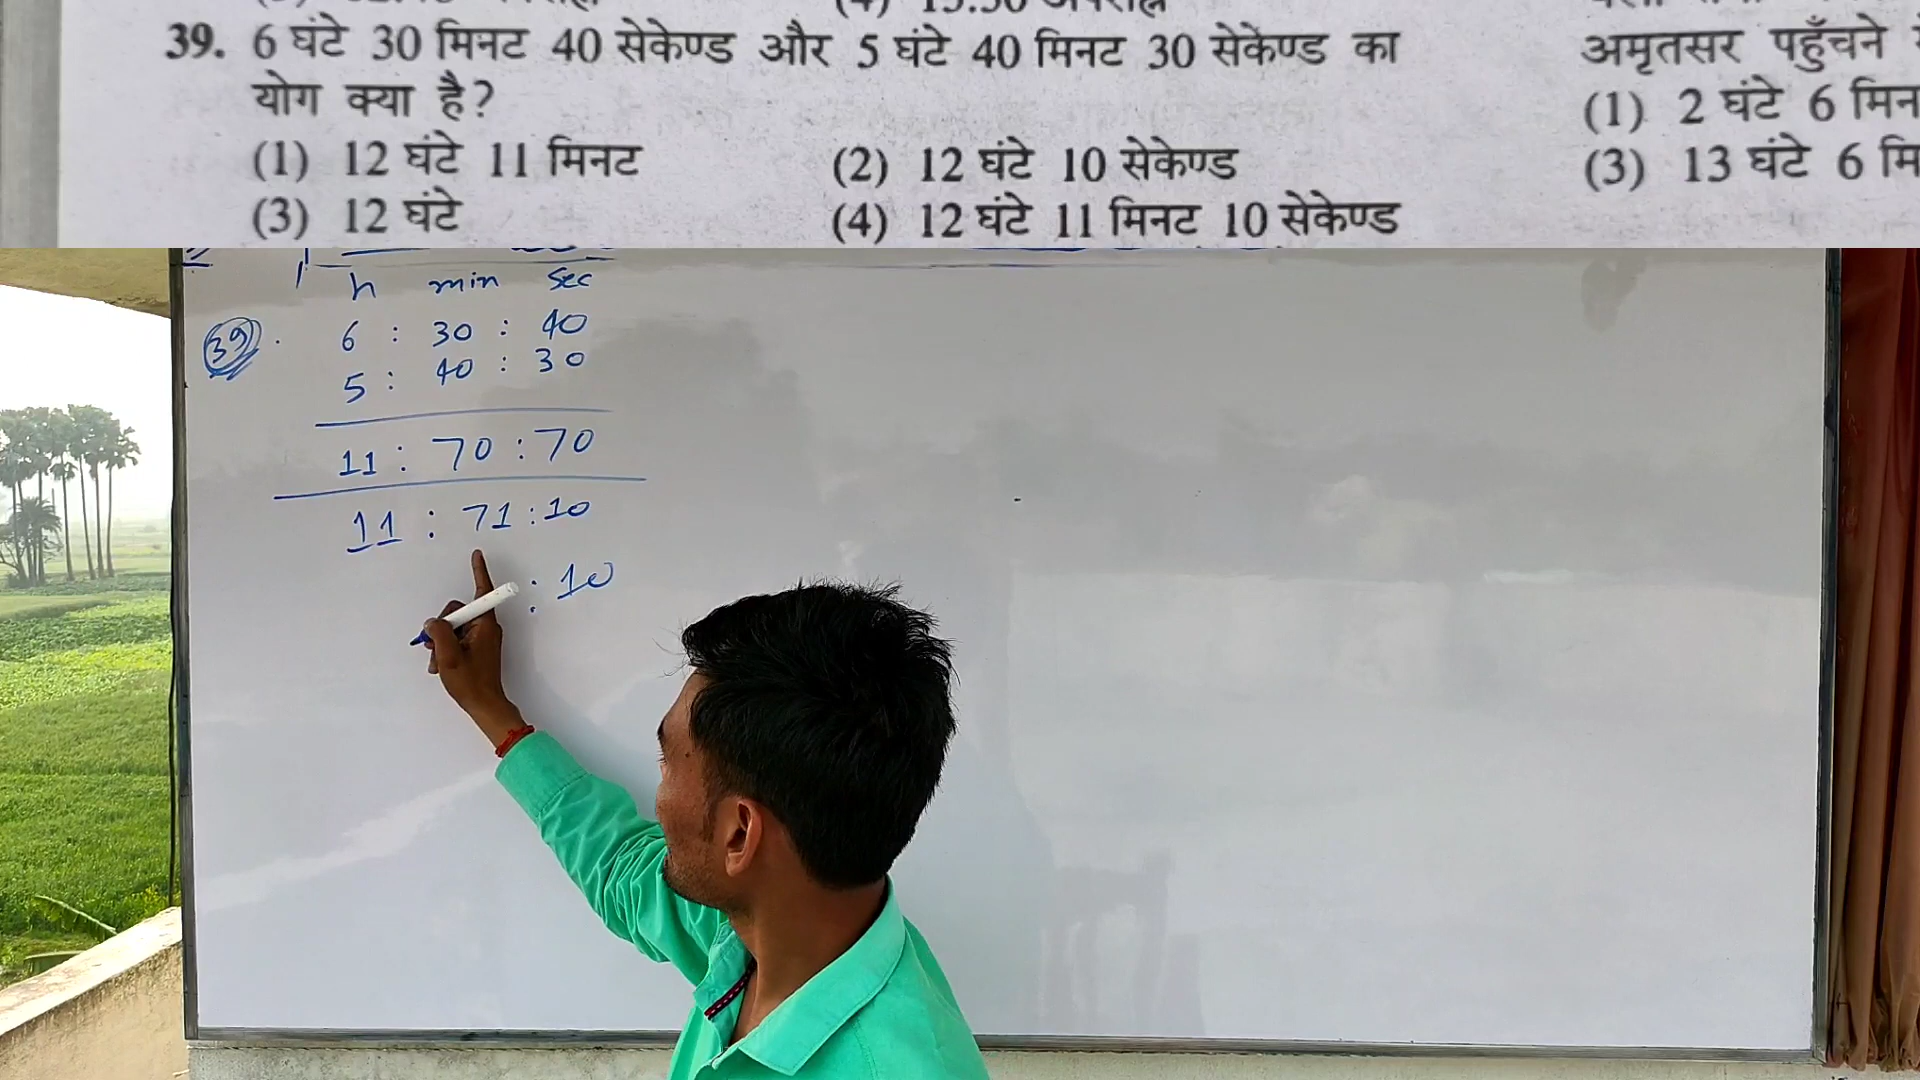 39. 6 घंटे 30 मिनट 40 सेकेण्ड और 5 घंटे 40 मिनट 30 सेकेण्ड का
योग क्या है?
(1) 12 घंटे 11 मिनट (2) 12 घंटे 10 सेकेण्ड
(3) 12 घंटे (4) 12 घंटे 11 मिनट 10 सेकेण्ड
अमृतसर पहुँचने
(1) 2 घंटे 6 मिन
(3) 13 घंटे 6 मि
h min sec
39. 6 : 30 : 40
5 : 40 : 30
11 : 70 : 70
11 : 71 : 10
: 10